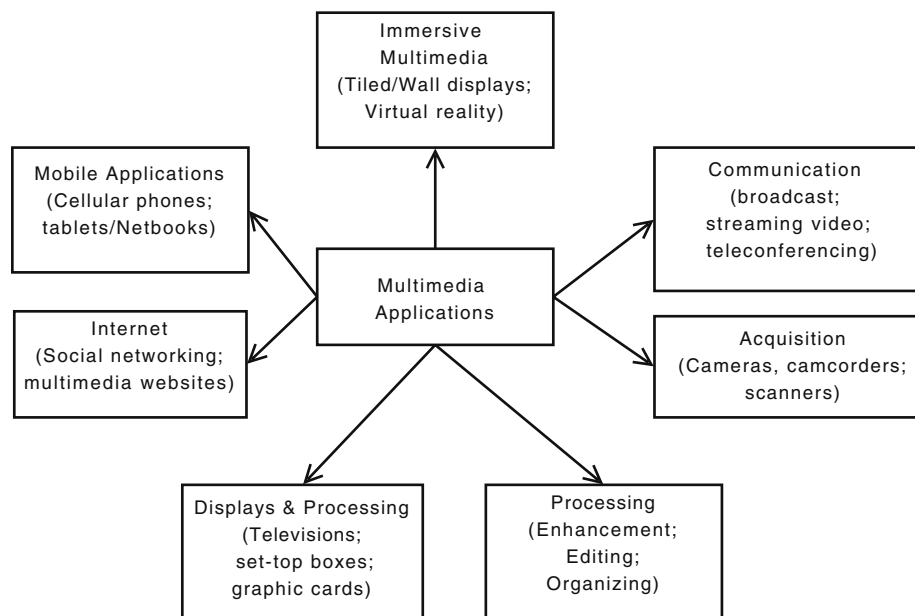 Immersive
Multimedia
(Tiled/Wall displays;
Virtual reality)
Mobile Applications
(Cellular phones;
tablets/Netbooks)
Communication
(broadcast;
streaming video;
teleconferencing)
Multimedia
Applications
Internet
(Social networking;
multimedia websites)
Acquisition
(Cameras, camcorders;
scanners)
Displays & Processing
(Televisions;
set-top boxes;
graphic cards)
Processing
(Enhancement;
Editing;
Organizing)